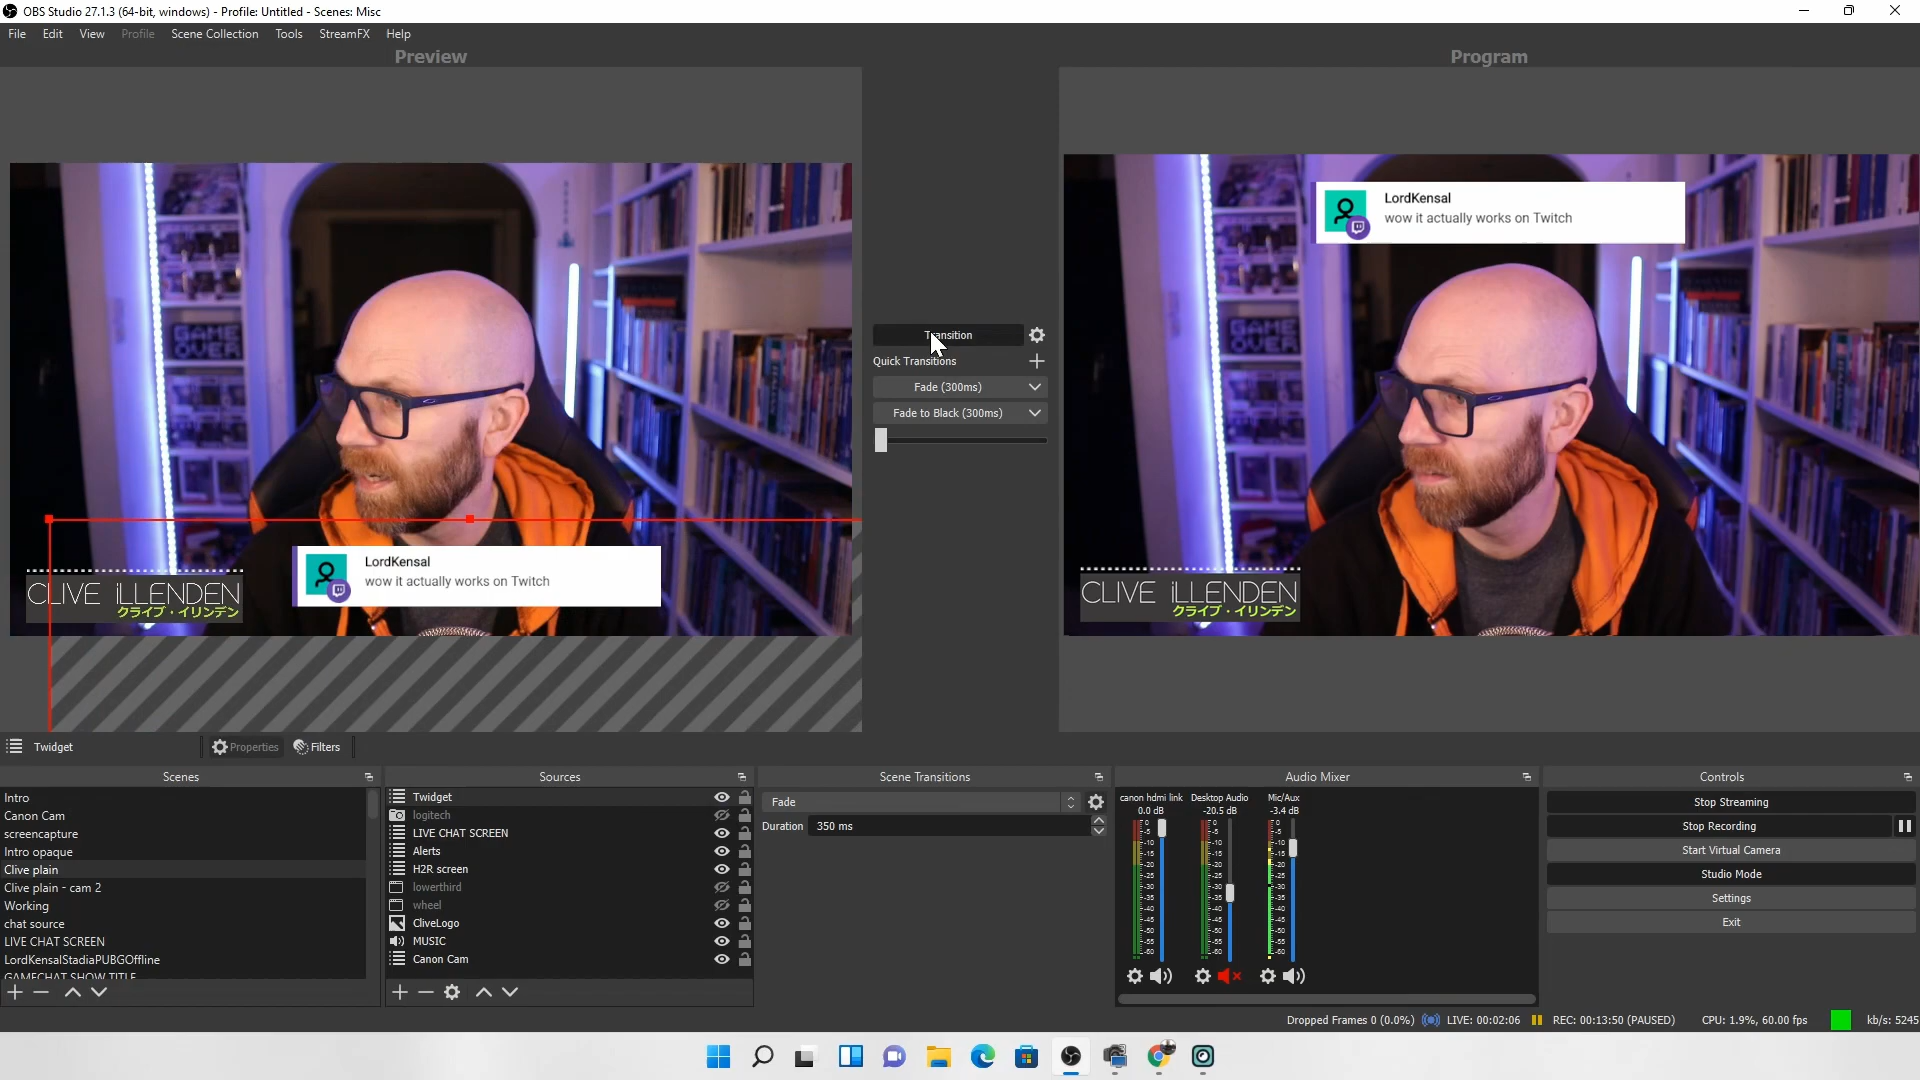 OBS Studio 27.1.3 (64-bit, windows) - Profile: Untitled - Scenes: Misc
File Edit View Profile Scene Collection Tools StreamFX Help
Preview
Program
GAME OVER
LordKensal
wow it actually works on Twitch
CLIVE iLLENDEN
クライブ・イリンデン
Transition
Quick Transitions
Fade (300ms)
Fade to Black (300ms)
LordKensal
wow it actually works on Twitch
GAME OVER
CLIVE iLLENDEN
クライブ・イリンデン
Twidget
Properties
Filters
Scenes
Intro
Canon Cam
screencapture
Intro opaque
Clive plain
Clive plain - cam 2
Working
chat source
LIVE CHAT SCREEN
LordKensalStadiaPUBGOffline
GAMECHAT SHOW TITLE
Sources
Twidget
logitech
LIVE CHAT SCREEN
Alerts
H2R screen
lowerthird
wheel
CliveLogo
MUSIC
Canon Cam
Scene Transitions
Fade
Duration 350 ms
Audio Mixer
canon hdmi link Desktop Audio Mic/Aux
0.0 dB -20.5 dB -3.4 dB
Controls
Stop Streaming
Stop Recording
Start Virtual Camera
Studio Mode
Settings
Exit
Dropped Frames 0 (0.0%) LIVE: 00:02:06 REC: 00:13:50 (PAUSED) CPU: 1.9%, 60.00 fps kb/s: 5245